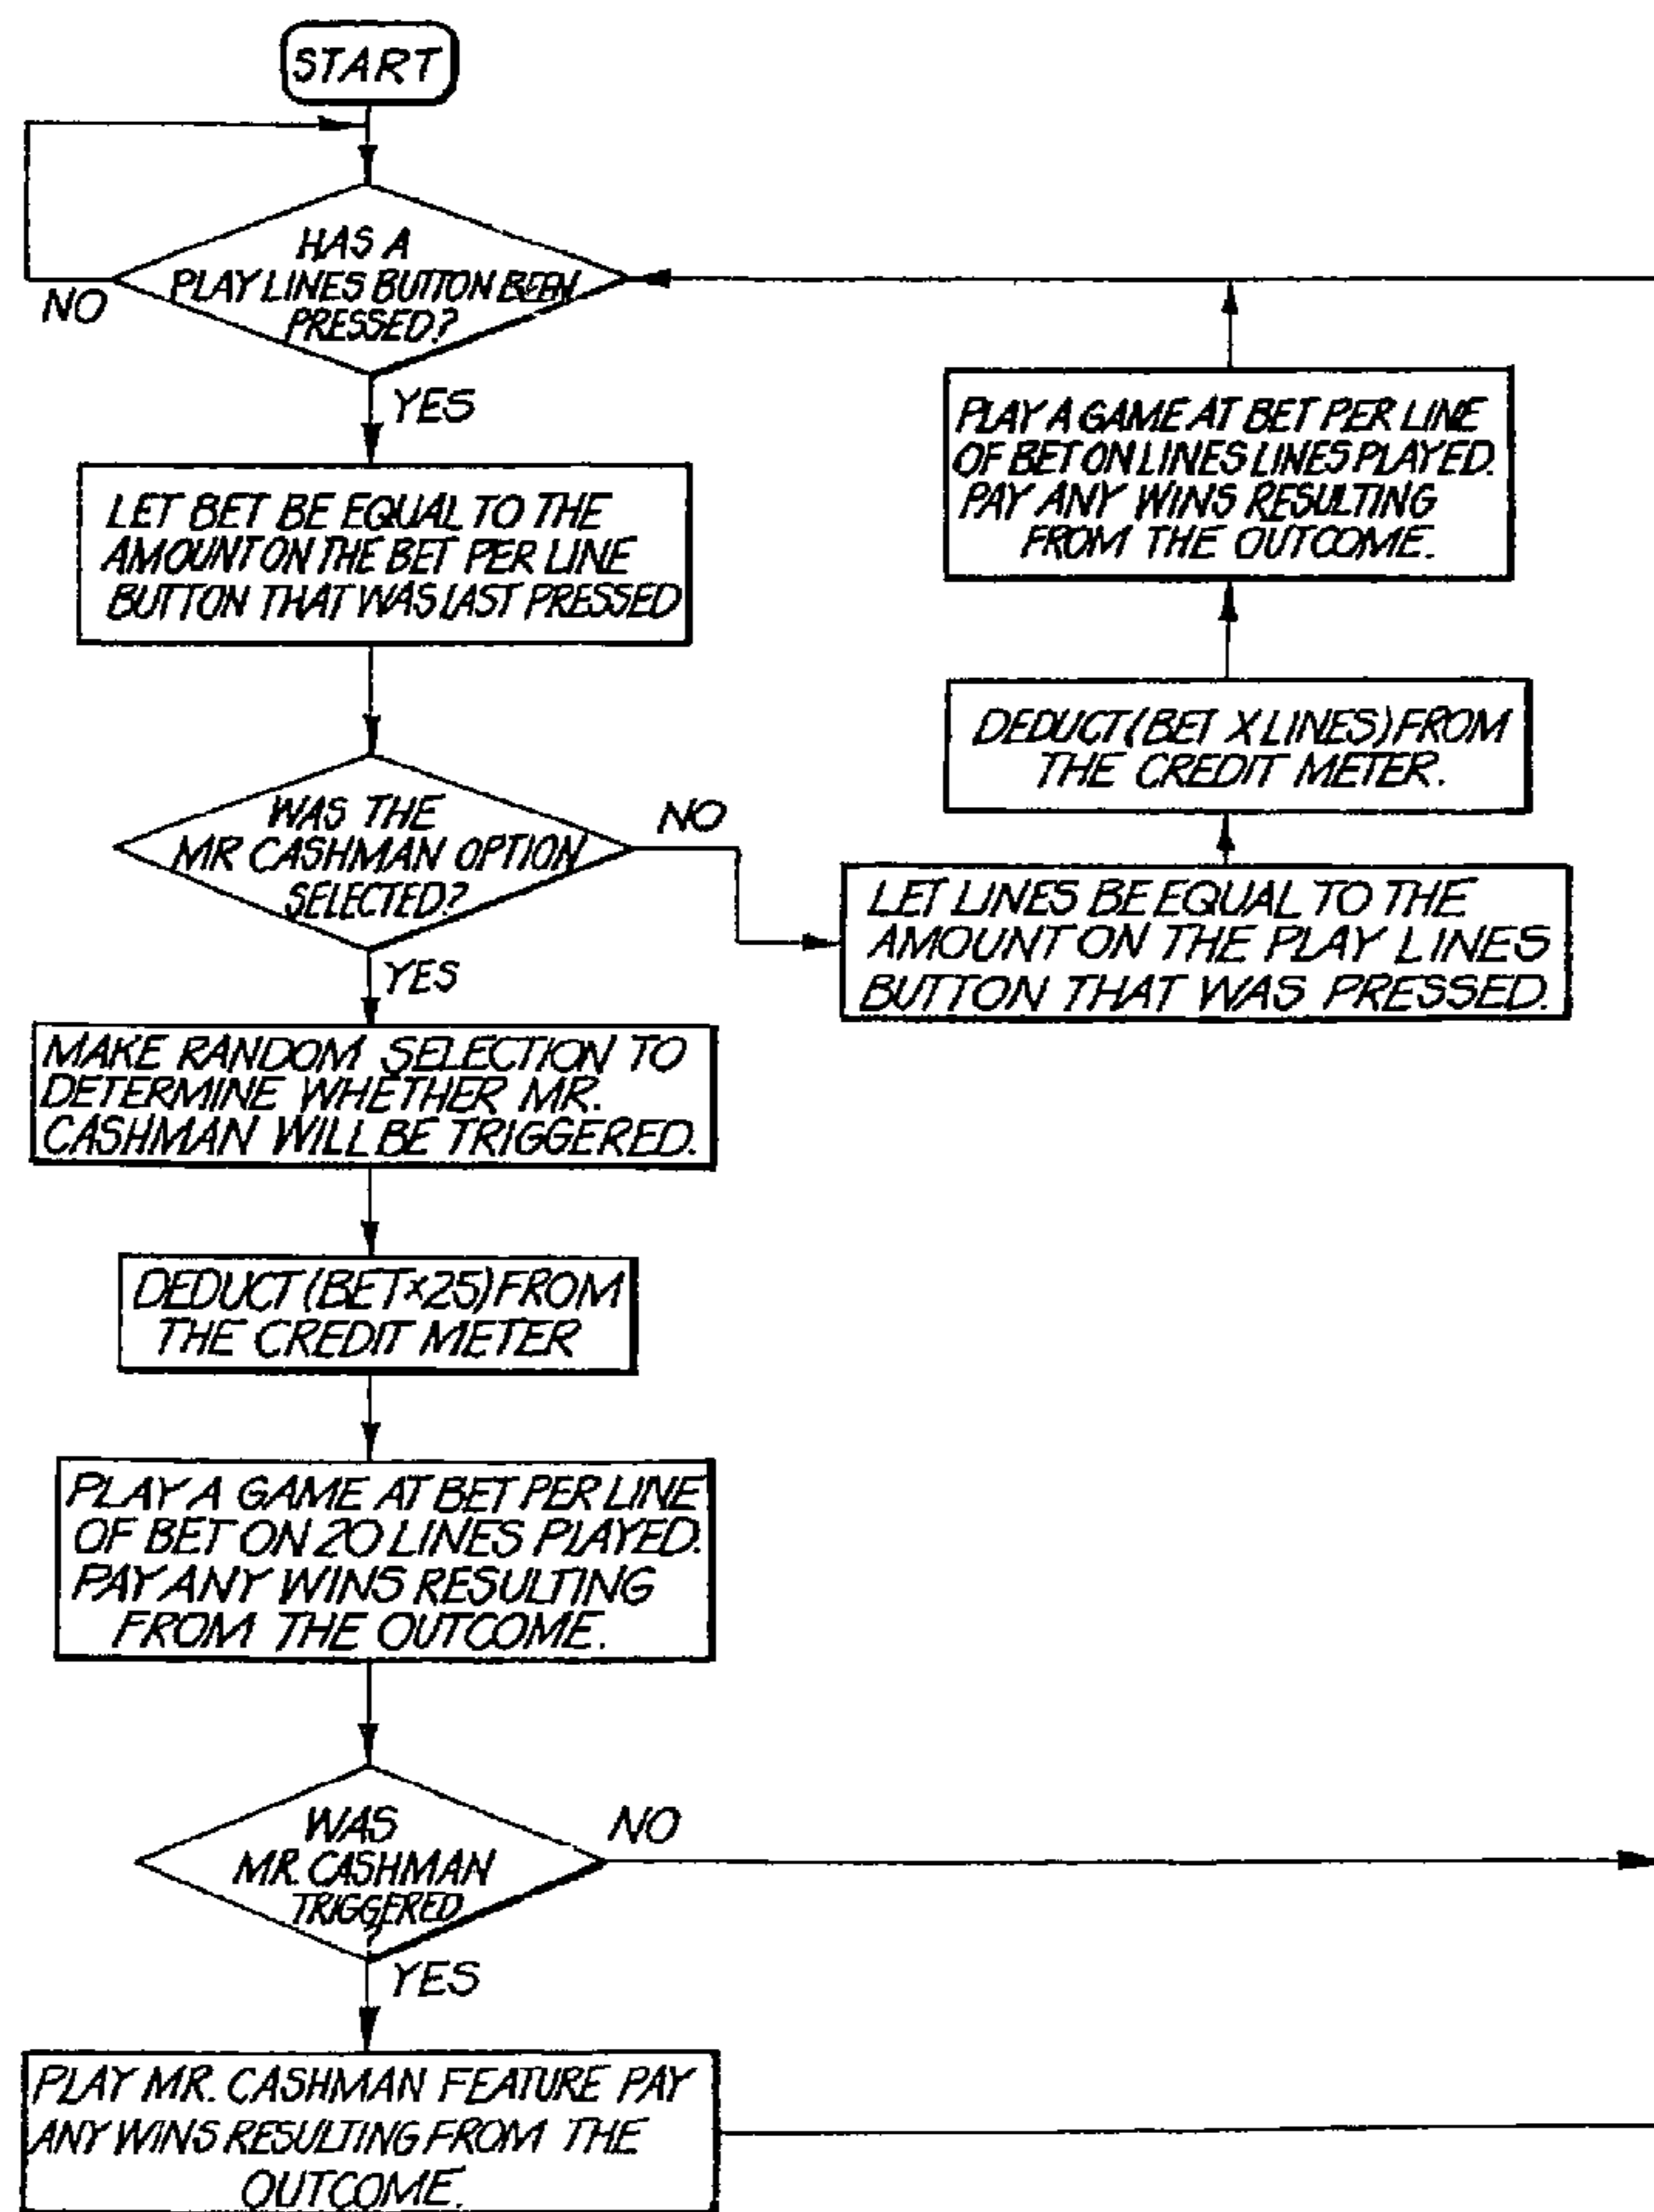 START
HAS A
PLAY LINES BUTTON BEEN
PRESSED?
NO
YES
LET BET BE EQUAL TO THE
AMOUNT ON THE BET PER LINE
BUTTON THAT WAS LAST PRESSED
WAS THE
MR CASHMAN OPTION
SELECTED?
NO
YES
PLAY A GAME AT BET PER LINE
OF BET ON LINES LINES PLAYED.
PAY ANY WINS RESULTING
FROM THE OUTCOME.
DEDUCT (BET X LINES) FROM
THE CREDIT METER.
LET LINES BE EQUAL TO THE
AMOUNT ON THE PLAY LINES
BUTTON THAT WAS PRESSED.
MAKE RANDOM SELECTION TO
DETERMINE WHETHER MR.
CASHMAN WILL BE TRIGGERED.
DEDUCT (BET x 25) FROM
THE CREDIT METER
PLAY A GAME AT BET PER LINE
OF BET ON 20 LINES PLAYED.
PAY ANY WINS RESULTING
FROM THE OUTCOME.
WAS
MR. CASHMAN
TRIGGERED
?
NO
YES
PLAY MR. CASHMAN FEATURE PAY
ANY WINS RESULTING FROM THE
OUTCOME.